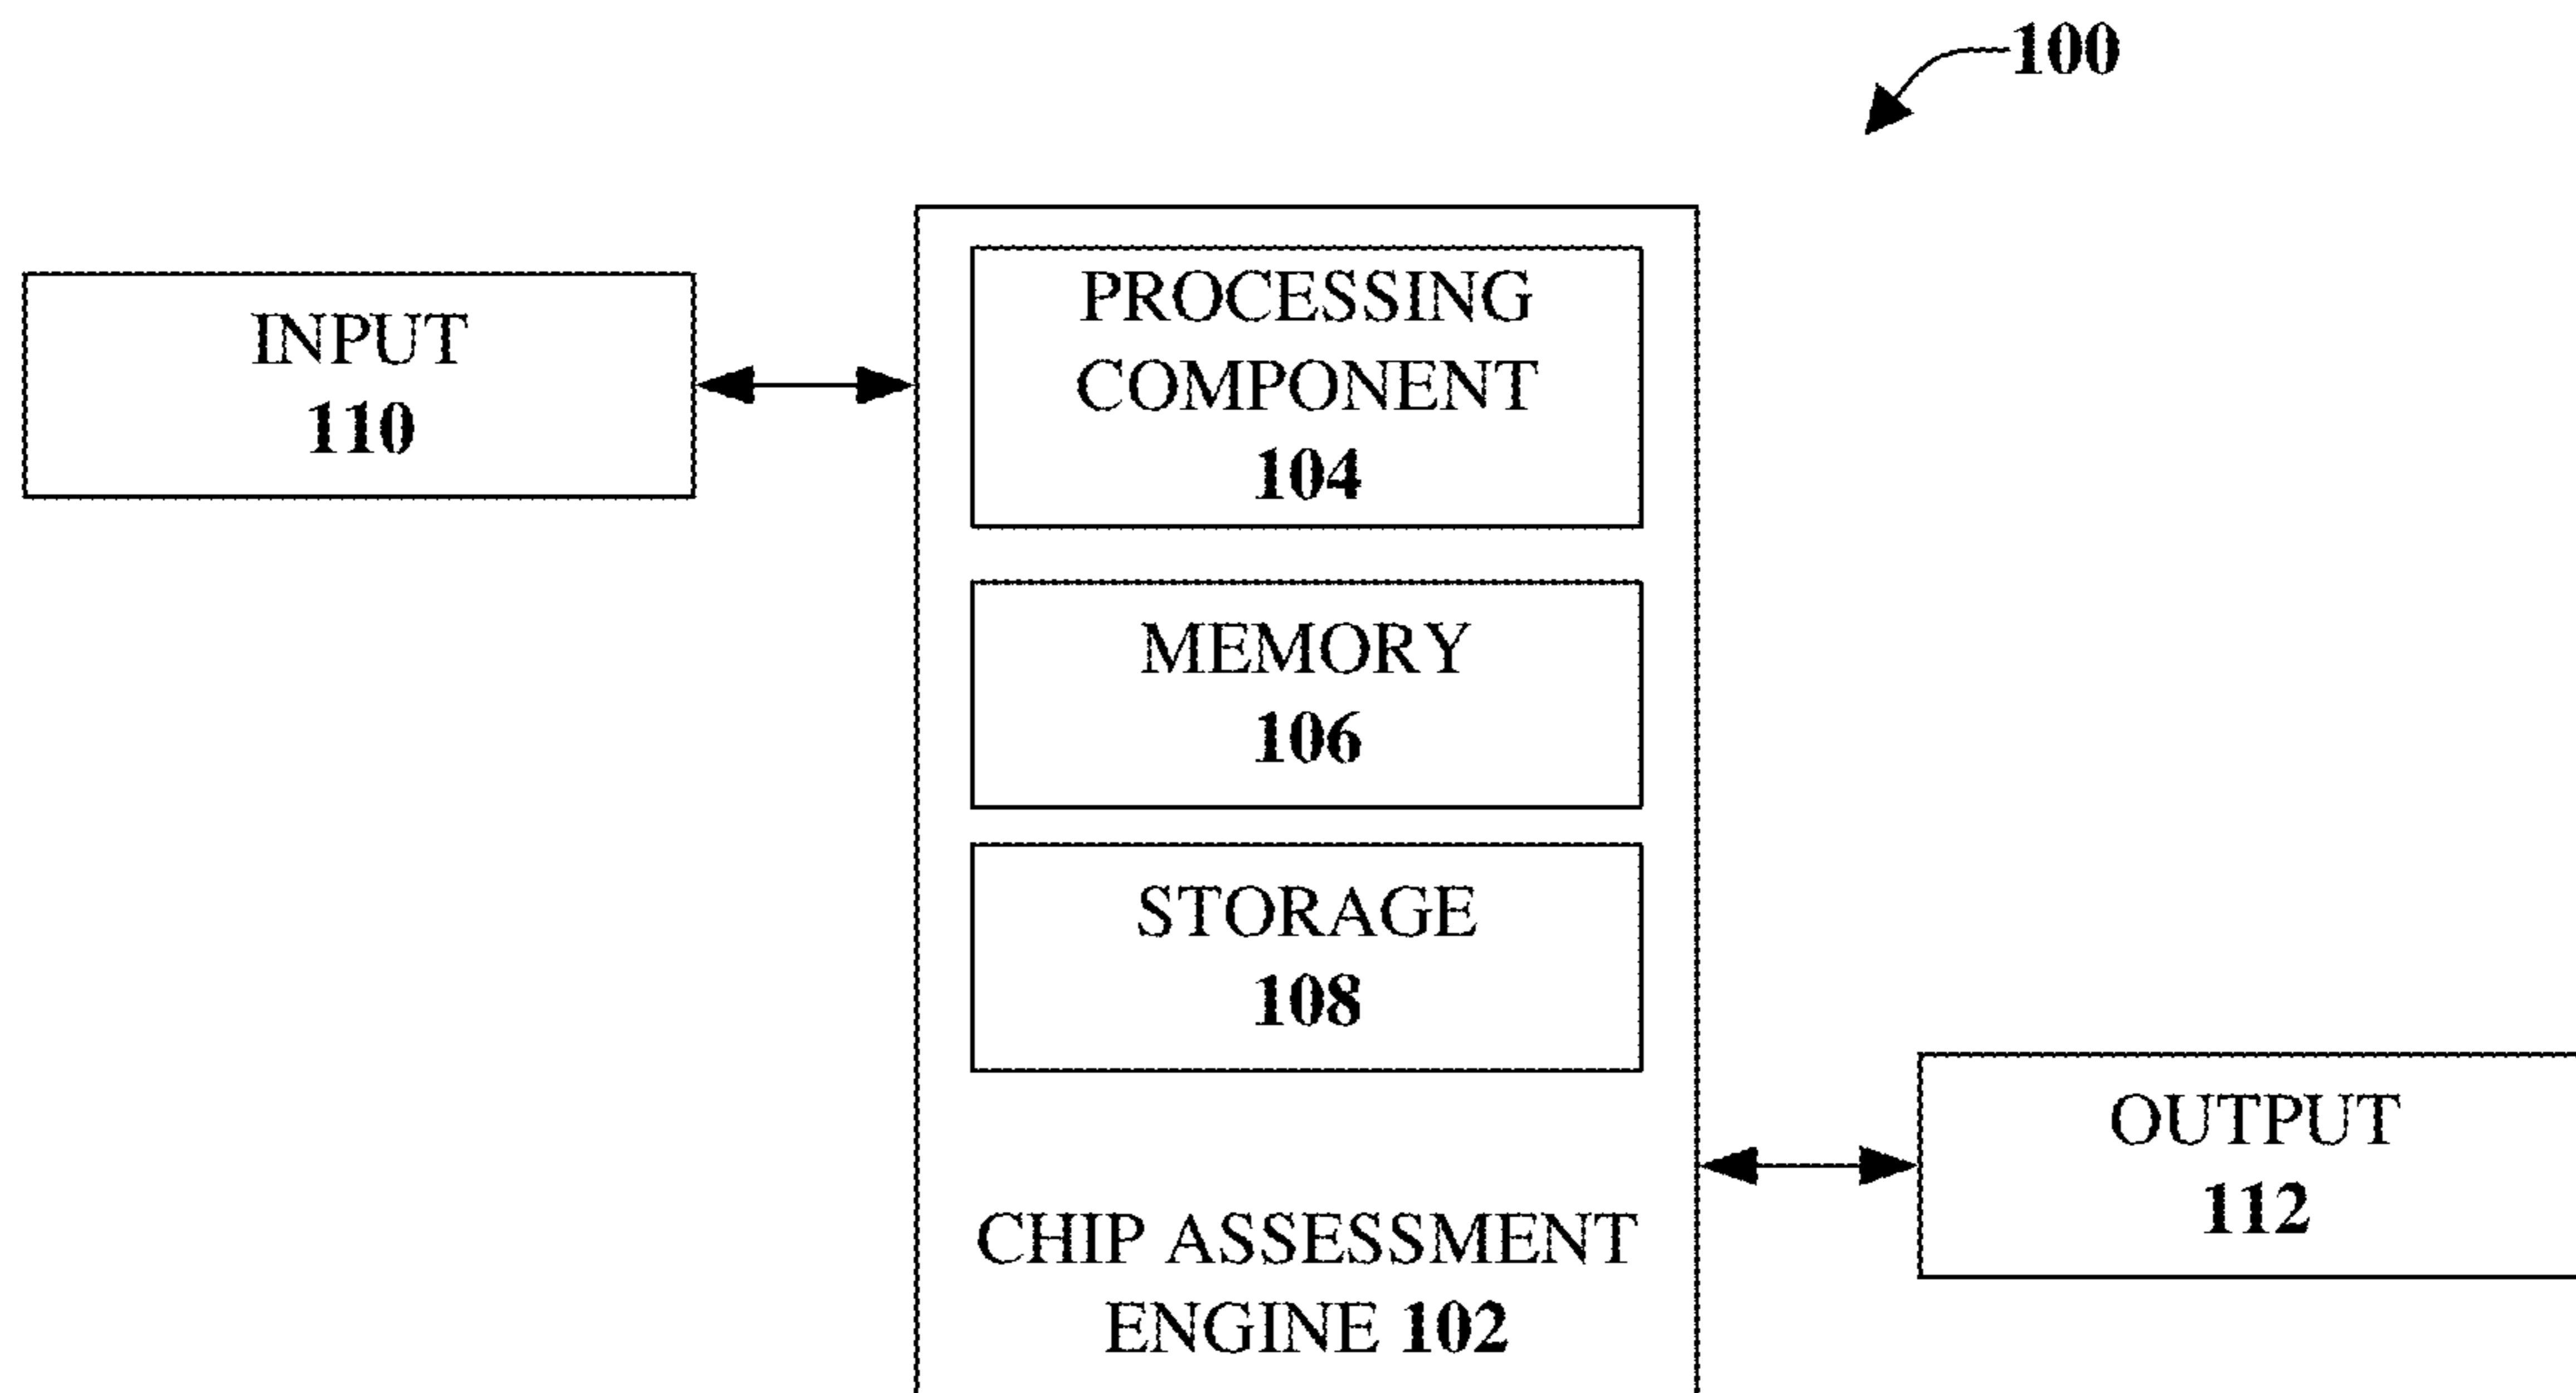 100
INPUT
110
PROCESSING
COMPONENT
104
MEMORY
106
STORAGE
108
OUTPUT
112
CHIP ASSESSMENT
ENGINE 102